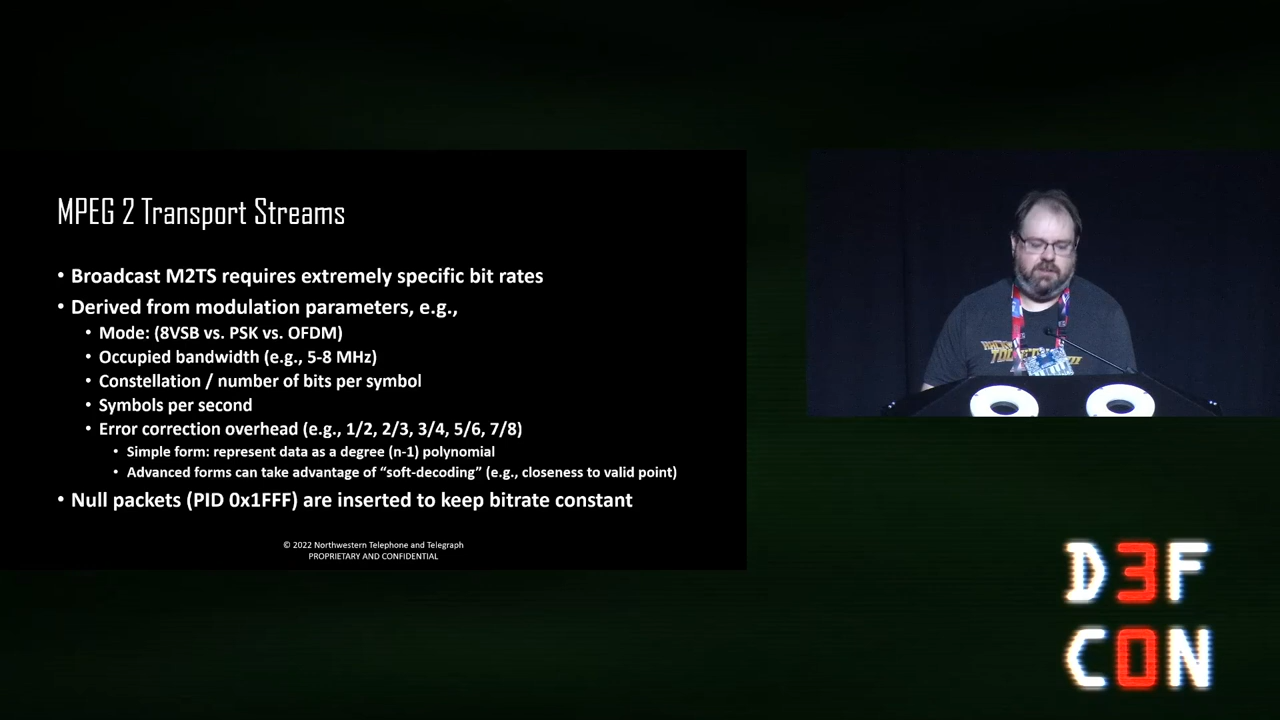 MPEG 2 Transport Streams
• Broadcast M2TS requires extremely specific bit rates
• Derived from modulation parameters, e.g.,
• Mode: (8VSB vs. PSK vs. OFDM)
• Occupied bandwidth (e.g., 5-8 MHz)
• Constellation / number of bits per symbol
• Symbols per second
• Error correction overhead (e.g., 1/2, 2/3, 3/4, 5/6, 7/8)
• Simple form: represent data as a degree (n-1) polynomial
• Advanced forms can take advantage of “soft-decoding” (e.g., closeness to valid point)
• Null packets (PID 0x1FFF) are inserted to keep bitrate constant
© 2022 Northwestern Telephone and Telegraph
PROPRIETARY AND CONFIDENTIAL
D3F
C0N